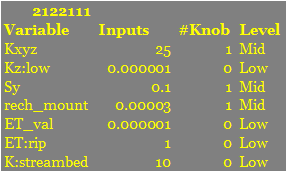 2122111
Variable Inputs #Knob Level
Kxyz 25 1 Mid
Kz:low 0.000001 0 Low
Sy 0.1 1 Mid
rech_mount 0.00003 1 Mid
ET_val 0.000001 0 Low
ET:rip 1 0 Low
K:streambed 10 0 Low